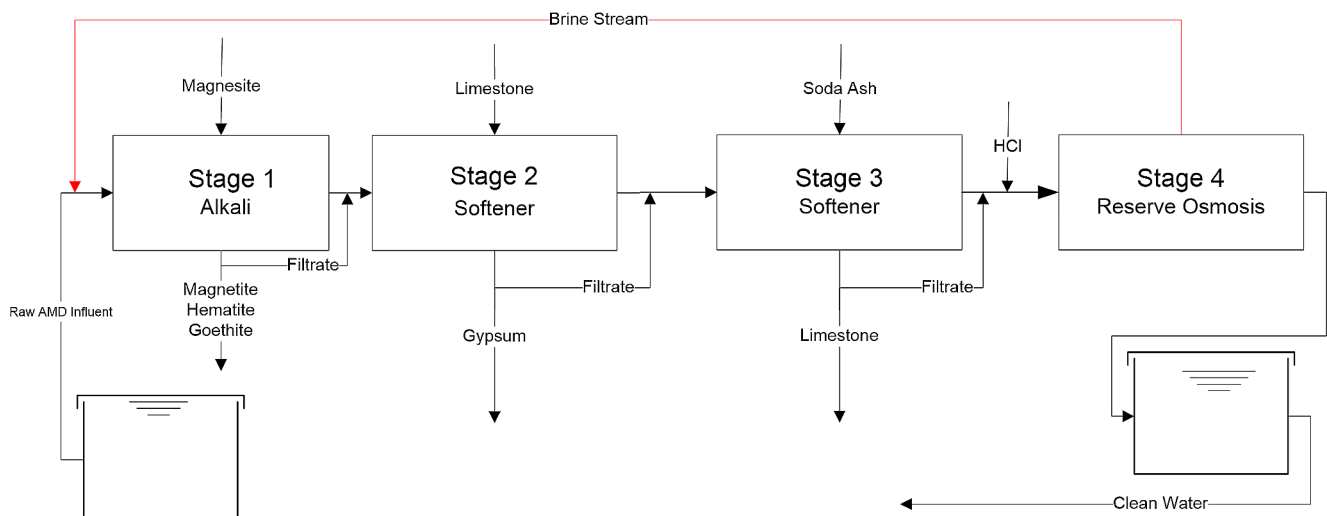 Brine Stream
Magnesite
Limestone
Soda Ash
HCl
Stage 1
Alkali
Stage 2
Softener
Stage 3
Softener
Stage 4
Reserve Osmosis
Filtrate
Filtrate
Filtrate
Raw AMD Influent
Magnetite
Hematite
Goethite
Gypsum
Limestone
Clean Water